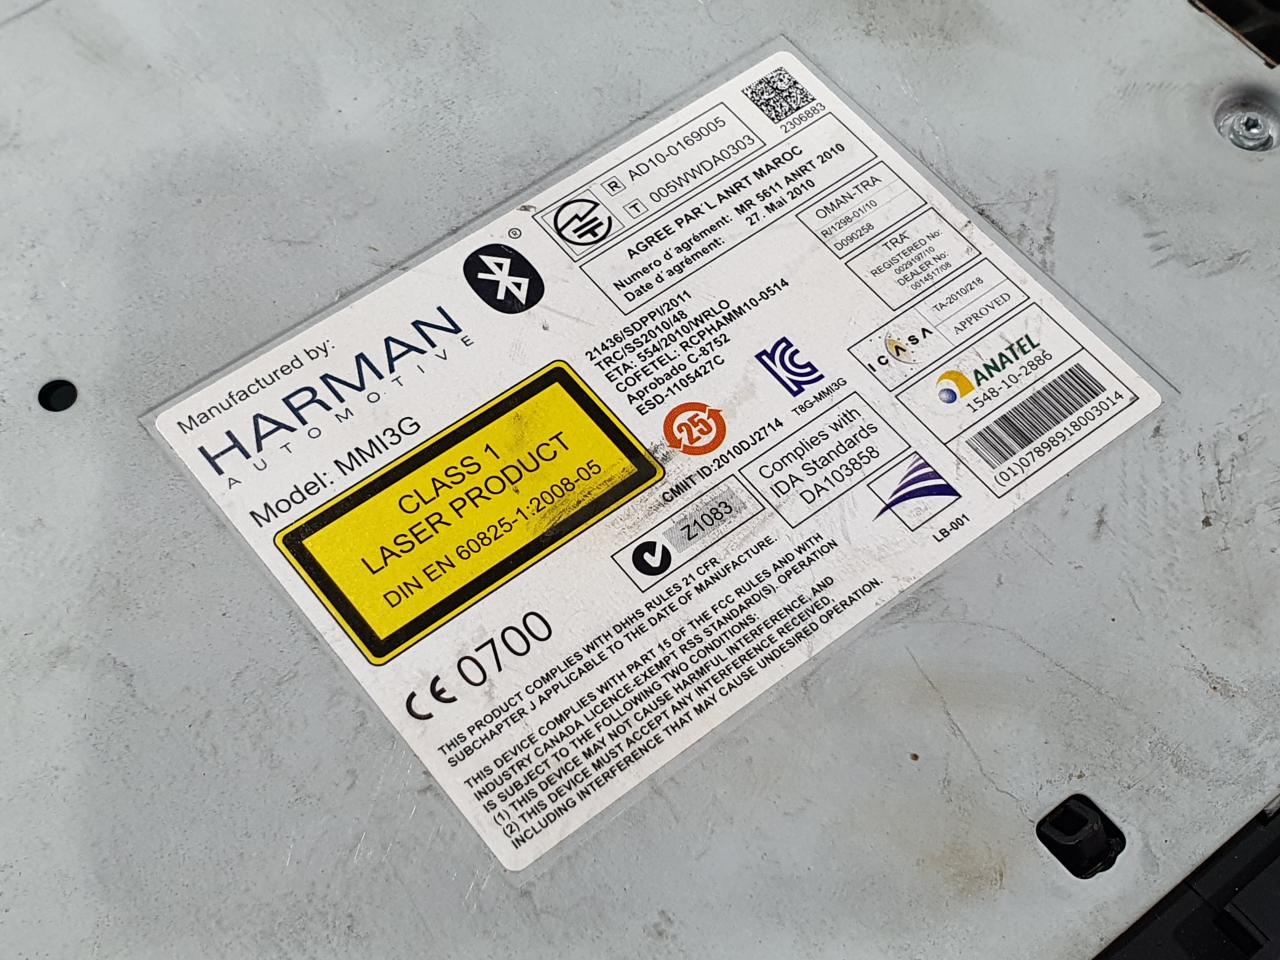 Manufactured by:
HARMAN
AUTOMOTIVE
Model: MMI3G
®
CLASS 1
LASER PRODUCT
DIN EN 60825-1:2008-05
CE 0700
R AD10-0169005
T 005WWDA0303
2306883
AGREE PAR´L ANRT MAROC
Numero d´agrément: MR 5611 ANRT 2010
Date d´agrément: 27. Mai 2010
OMAN-TRA
R/1298-01/10
D090258
TRA
REGISTERED No:
0029197/10
DEALER No:
0014517/08
21436/SDPPI/2011
TRC/SS2010/48
ETA: 554/2010/WRLO
COFETEL: RCPHAMM10-0514
Aprobado: C-8752
ESD-1105427C
25
T8G-MMI3G
ICASA
TA-2010/218
APPROVED
ANATEL
1548-10-2886
(01)07898918003014
CMIIT ID:2010DJ2714
Z1083
Complies with
IDA Standards
DA103858
LB-001
THIS PRODUCT COMPLIES WITH DHHS RULES 21 CFR
SUBCHAPTER J APPLICABLE TO THE DATE OF MANUFACTURE.
THIS DEVICE COMPLIES WITH PART 15 OF THE FCC RULES AND WITH
INDUSTRY CANADA LICENCE-EXEMPT RSS STANDARD(S). OPERATION
IS SUBJECT TO THE FOLLOWING TWO CONDITIONS:
(1) THIS DEVICE MAY NOT CAUSE HARMFUL INTERFERENCE, AND
(2) THIS DEVICE MUST ACCEPT ANY INTERFERENCE RECEIVED,
INCLUDING INTERFERENCE THAT MAY CAUSE UNDESIRED OPERATION.